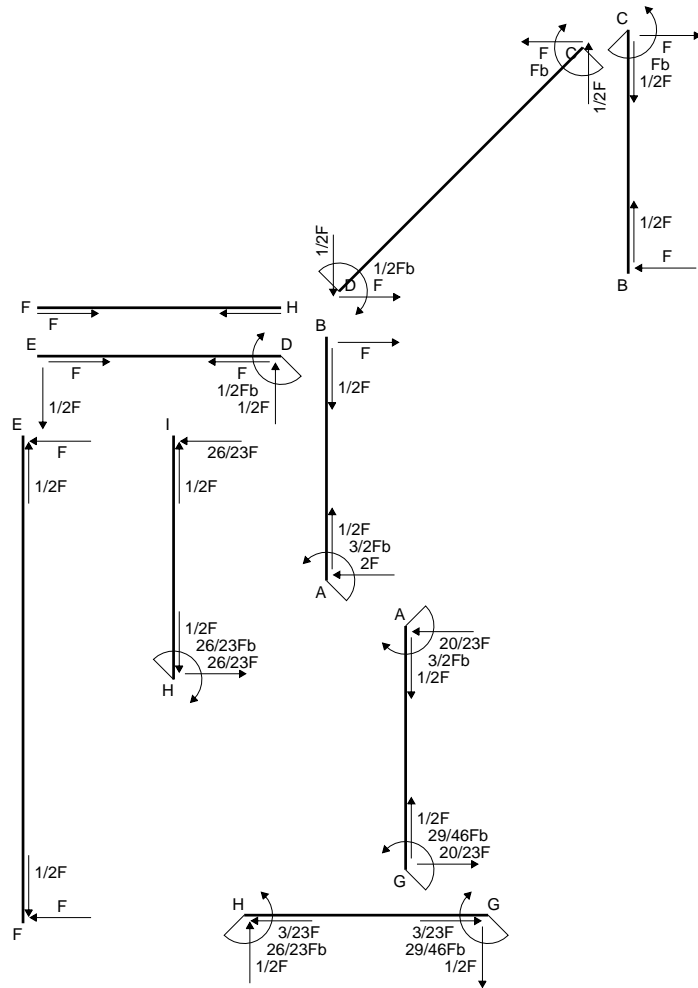 C
F
Fb
1/2F
C
F
Fb
1/2F
1/2F
F
B
1/2F
D
1/2Fb
F
F
H
F
E
D
F
F
1/2Fb
1/2F
1/2F
B
F
1/2F
1/2F
3/2Fb
2F
A
E
F
1/2F
1/2F
F
F
I
26/23F
1/2F
1/2F
26/23Fb
26/23F
H
A
20/23F
3/2Fb
1/2F
1/2F
29/46Fb
20/23F
G
H
G
3/23F
26/23Fb
1/2F
3/23F
29/46Fb
1/2F